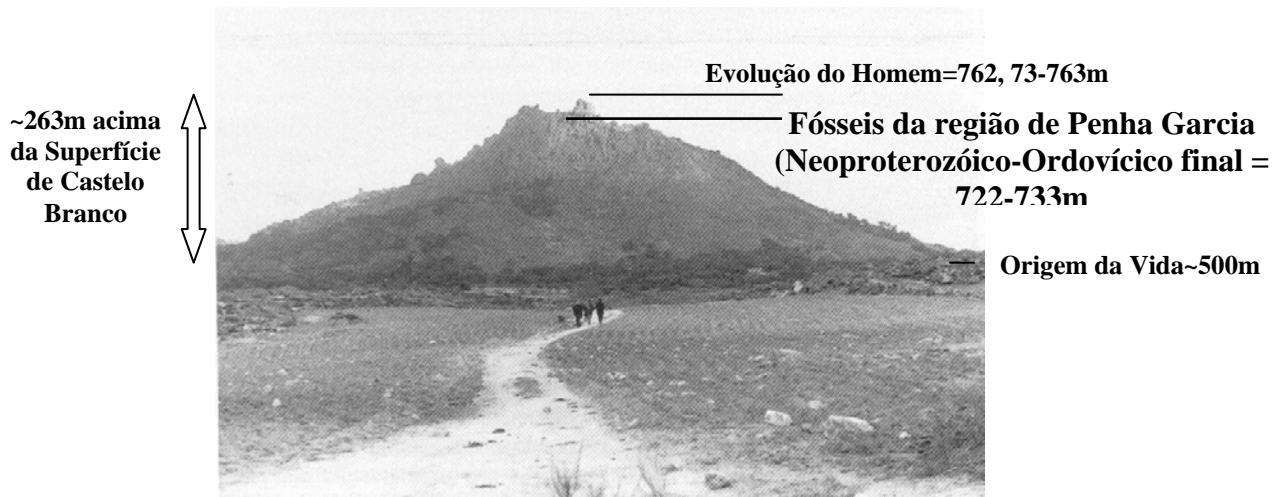 Evolução do Homem=762, 73-763m
~263m acima
da Superfície
de Castelo
Branco
Fósseis da região de Penha Garcia
(Neoproterozóico-Ordovícico final =
722-733m
Origem da Vida~500m